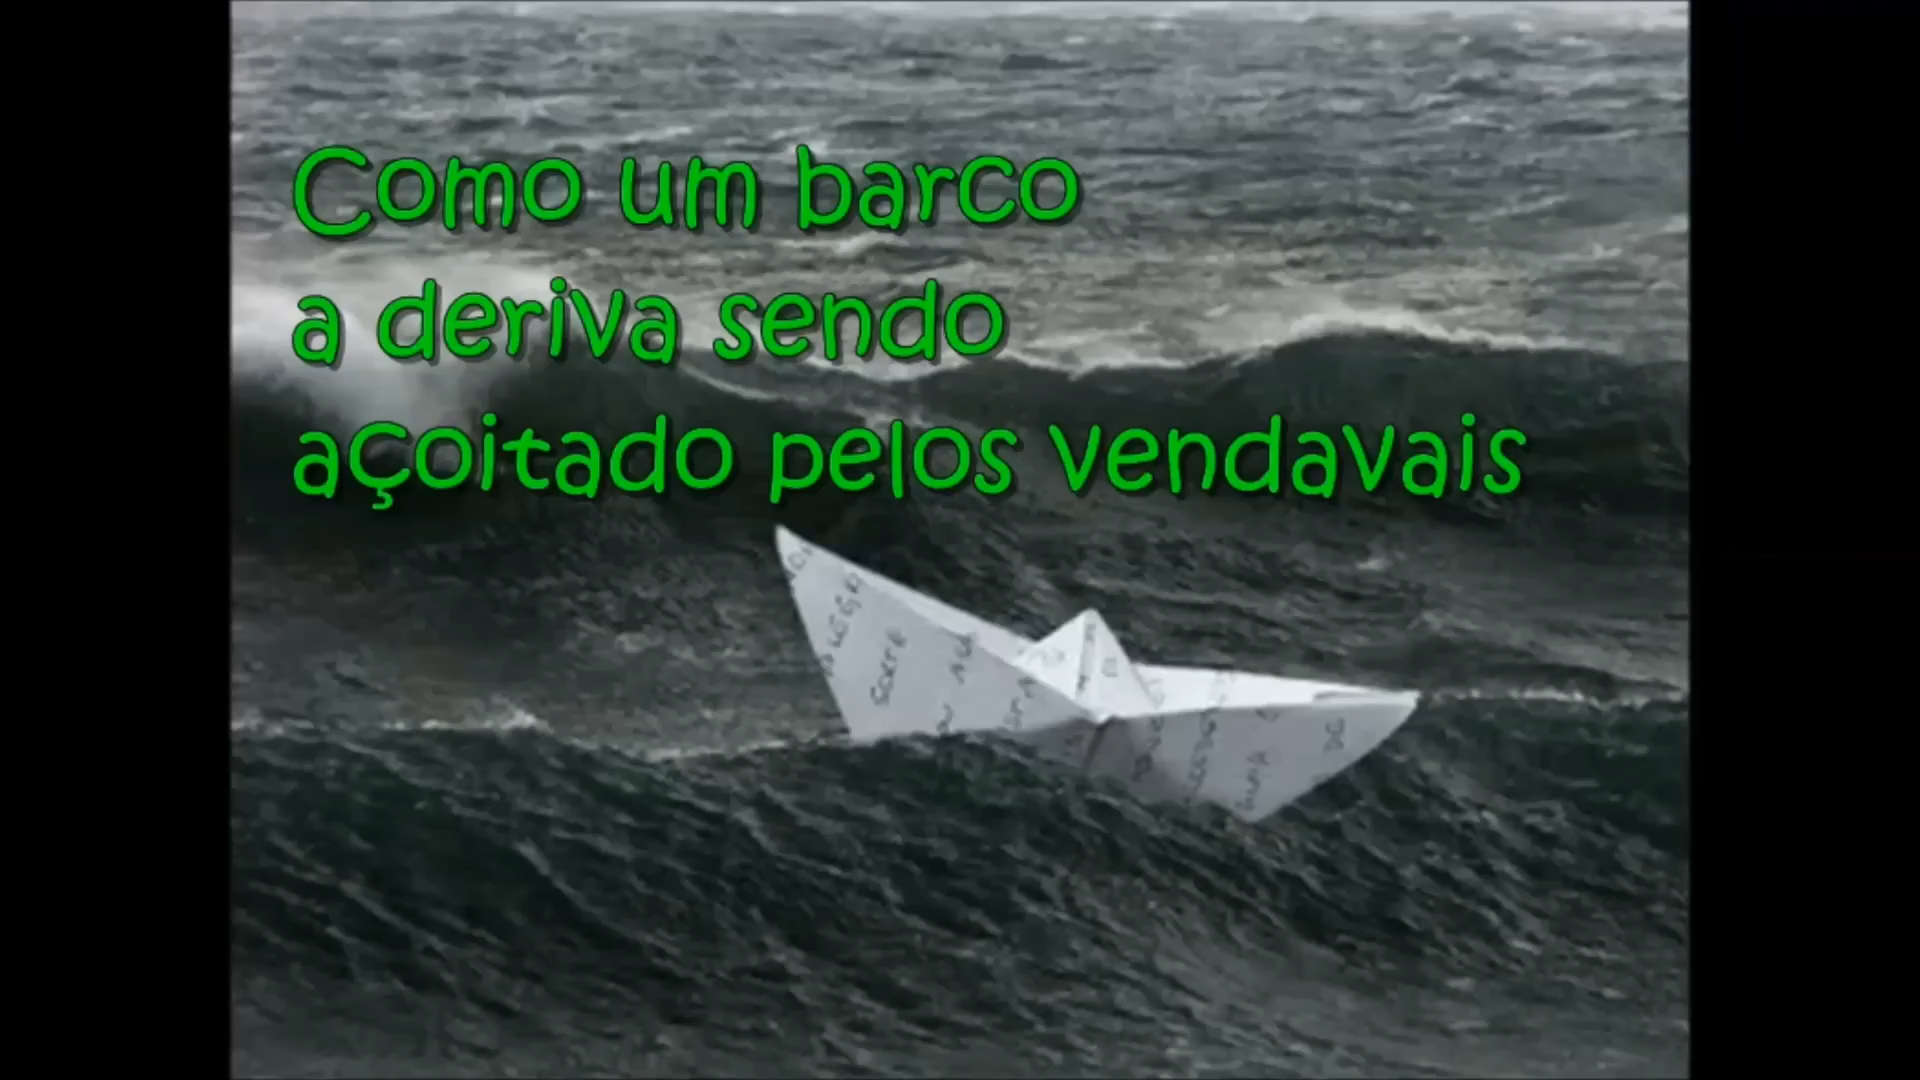 Como um barco
a deriva sendo
açoitado pelos vendavais